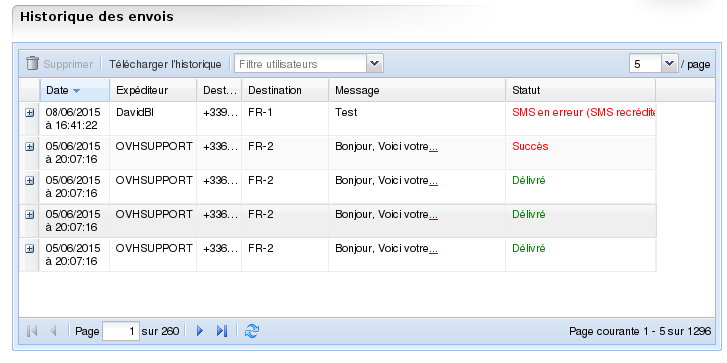 Historique des envois
Supprimer Télécharger l'historique Filtre utilisateurs 5 / page
Date Expéditeur Dest... Destination Message Statut
08/06/2015 à 16:41:22 DavidBI +339... FR-1 Test SMS en erreur (SMS recrédité
05/06/2015 à 20:07:16 OVHSUPPORT +336... FR-2 Bonjour, Voici votre... Succès
05/06/2015 à 20:07:16 OVHSUPPORT +336... FR-2 Bonjour, Voici votre... Délivré
05/06/2015 à 20:07:16 OVHSUPPORT +336... FR-2 Bonjour, Voici votre... Délivré
05/06/2015 à 20:07:16 OVHSUPPORT +336... FR-2 Bonjour, Voici votre... Délivré
Page 1 sur 260 Page courante 1 - 5 sur 1296